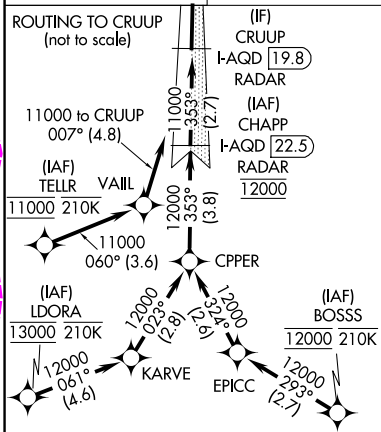 ROUTING TO CRUUP
(not to scale)
(IF)
CRUUP
I-AQD 19.8
RADAR
(IAF)
CHAPP
I-AQD 22.5
RADAR
12000
11000
353°
(2.7)
11000 to CRUUP
007° (4.8)
(IAF)
TELLR
11000 210K
VAIIL
11000
060° (3.6)
12000
353°
(3.8)
CPPER
(IAF)
LDORA
13000 210K
12000
061°
(4.6)
12000
023°
(2.8)
KARVE
12000
324°
(2.6)
EPICC
(IAF)
BOSSS
12000 210K
12000
293°
(2.7)